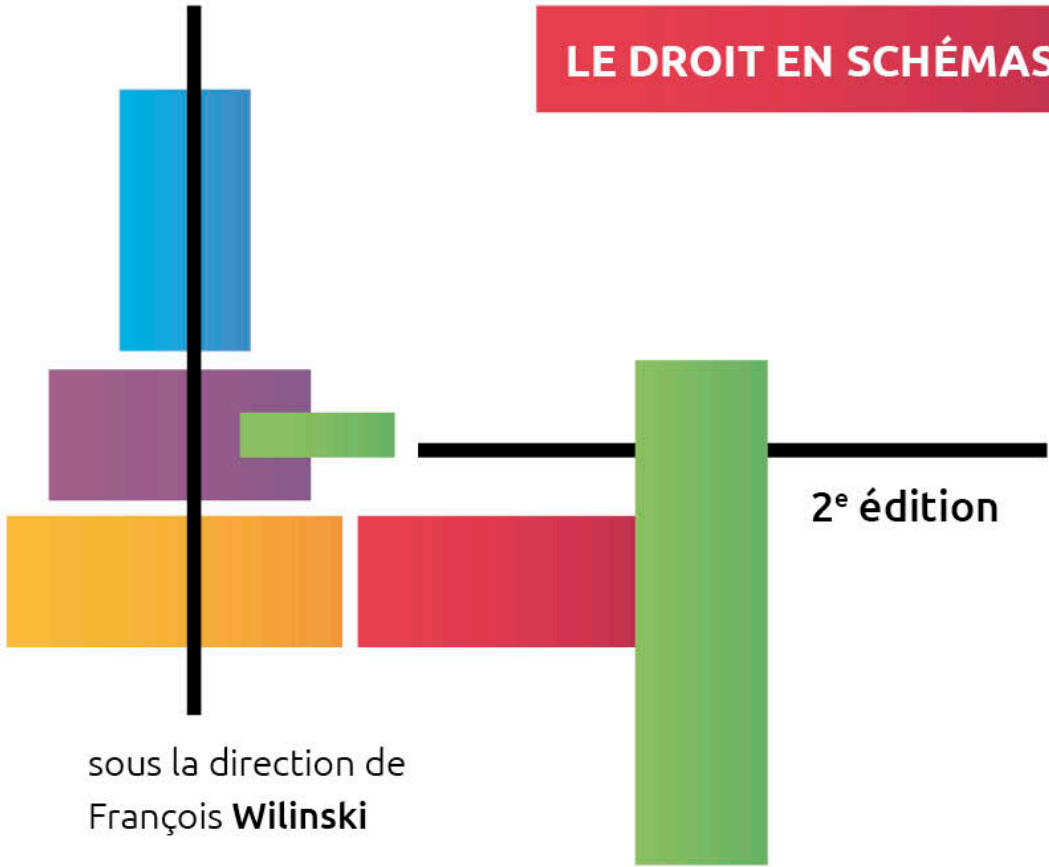 LE DROIT EN SCHÉMAS
2ᵉ édition
sous la direction de
François Wilinski